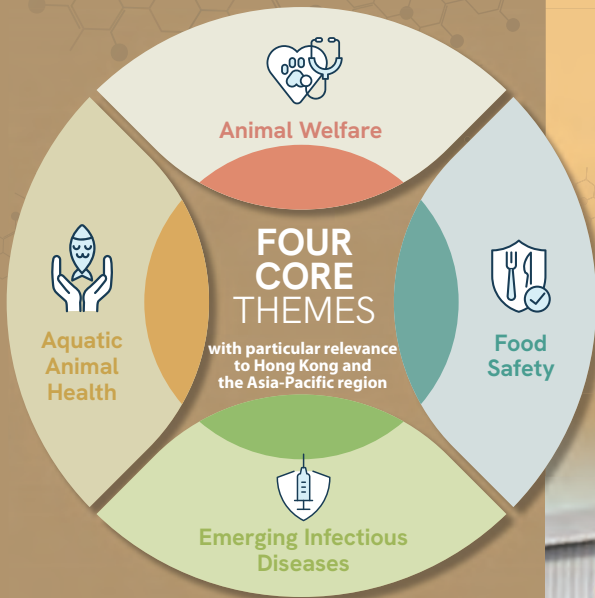 Animal Welfare
FOUR
CORE
THEMES
with particular relevance
to Hong Kong and
the Asia-Pacific region
Aquatic
Animal
Health
Food
Safety
Emerging Infectious
Diseases